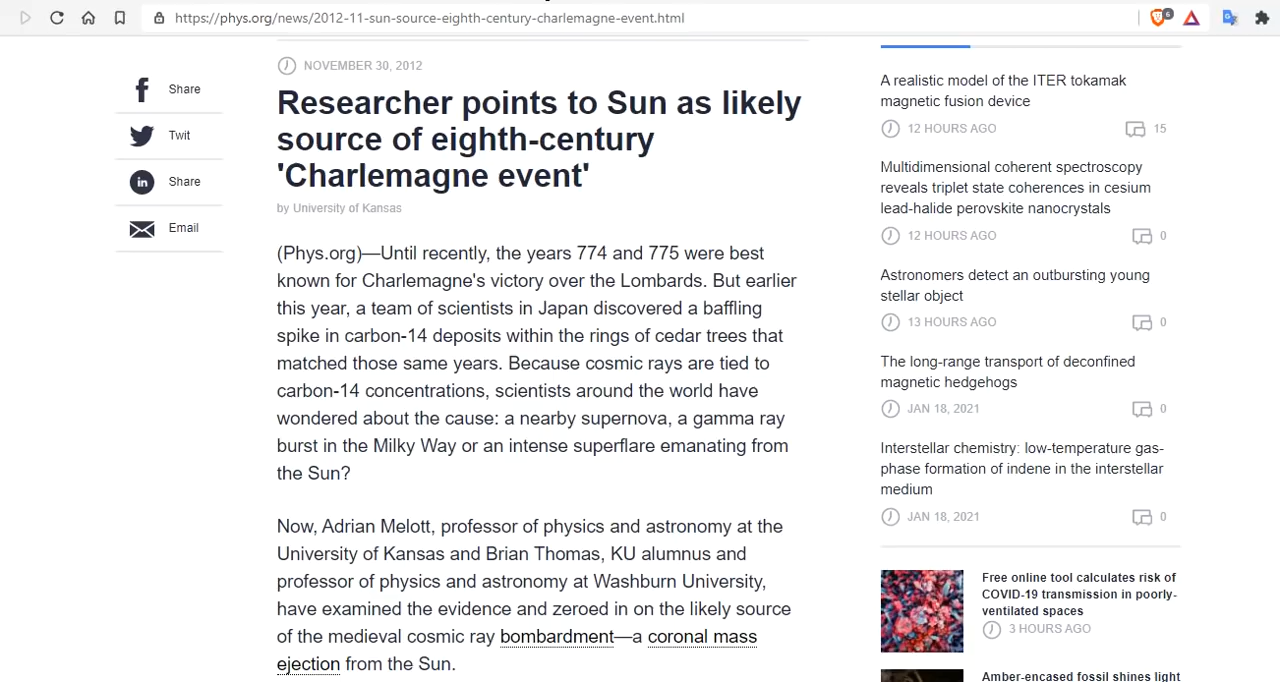 https://phys.org/news/2012-11-sun-source-eighth-century-charlemagne-event.html
6
Share
Twit
in
Share
Email
NOVEMBER 30, 2012
Researcher points to Sun as likely
source of eighth-century
'Charlemagne event'
by University of Kansas
(Phys.org)—Until recently, the years 774 and 775 were best
known for Charlemagne's victory over the Lombards. But earlier
this year, a team of scientists in Japan discovered a baffling
spike in carbon-14 deposits within the rings of cedar trees that
matched those same years. Because cosmic rays are tied to
carbon-14 concentrations, scientists around the world have
wondered about the cause: a nearby supernova, a gamma ray
burst in the Milky Way or an intense superflare emanating from
the Sun?
Now, Adrian Melott, professor of physics and astronomy at the
University of Kansas and Brian Thomas, KU alumnus and
professor of physics and astronomy at Washburn University,
have examined the evidence and zeroed in on the likely source
of the medieval cosmic ray bombardment—a coronal mass
ejection from the Sun.
A realistic model of the ITER tokamak
magnetic fusion device
12 HOURS AGO 15
Multidimensional coherent spectroscopy
reveals triplet state coherences in cesium
lead-halide perovskite nanocrystals
12 HOURS AGO 0
Astronomers detect an outbursting young
stellar object
13 HOURS AGO 0
The long-range transport of deconfined
magnetic hedgehogs
JAN 18, 2021 0
Interstellar chemistry: low-temperature gas-
phase formation of indene in the interstellar
medium
JAN 18, 2021 0
Free online tool calculates risk of
COVID-19 transmission in poorly-
ventilated spaces
3 HOURS AGO
Amber-encased fossil shines light